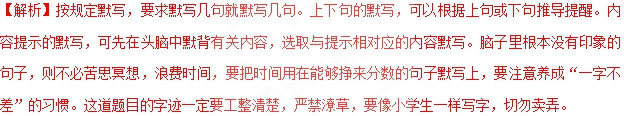 【解析】按规定默写，要求默写几句就默写几句。上下句的默写，可以根据上句或下句推导提醒。内
容提示的默写，可先在头脑中默背有关内容，选取与提示相对应的内容默写。脑子里根本没有印象的
句子，则不必苦思冥想，浪费时间，要把时间用在能够挣来分数的句子默写上，要注意养成“一字不
差”的习惯。这道题目的字迹一定要工整清楚，严禁潦草，要像小学生一样写字，切勿卖弄。